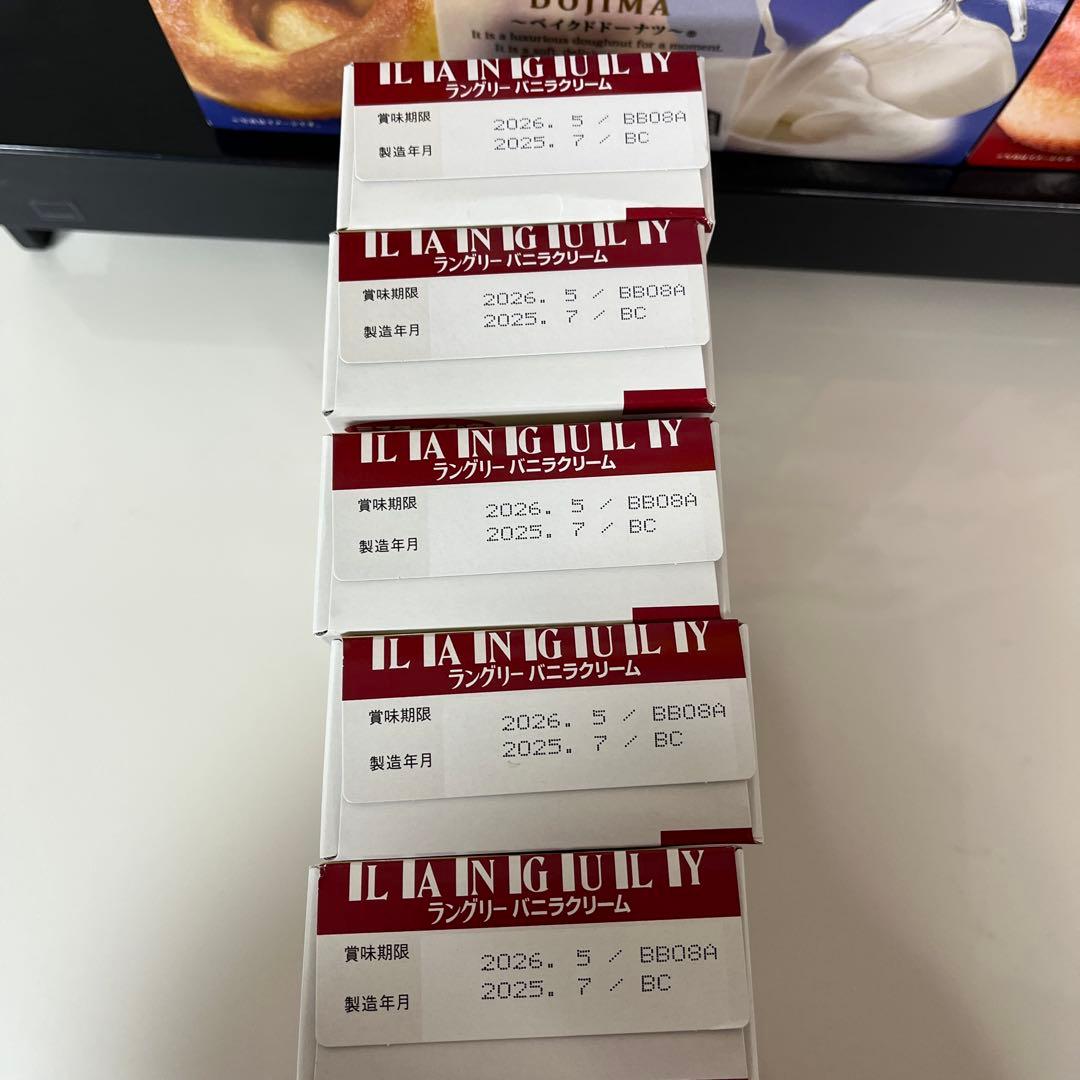 DOJIMA
〜ベイクドドーナツ〜®
It is a luxurious doughnut for a moment.
It is a soft,
LANGULY
ラングリー バニラクリーム
賞味期限 2026. 5 / BB08A
製造年月 2025. 7 / BC
LANGULY
ラングリー バニラクリーム
賞味期限 2026. 5 / BB08A
製造年月 2025. 7 / BC
LANGULY
ラングリー バニラクリーム
賞味期限 2026. 5 / BB08A
製造年月 2025. 7 / BC
LANGULY
ラングリー バニラクリーム
賞味期限 2026. 5 / BB08A
製造年月 2025. 7 / BC
LANGULY
ラングリー バニラクリーム
賞味期限 2026. 5 / BB08A
製造年月 2025. 7 / BC